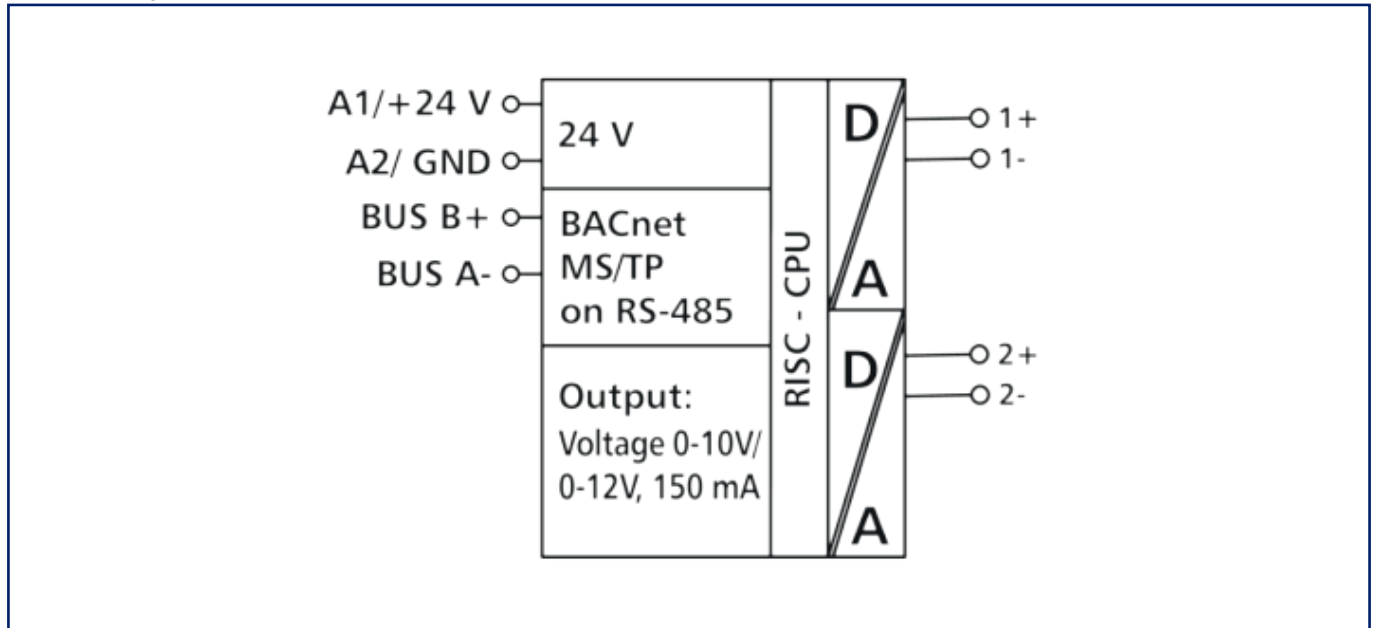 A1/+24 V
A2/ GND
BUS B+
BUS A-
24 V
BACnet
MS/TP
on RS-485
Output:
Voltage 0-10V/
0-12V, 150 mA
RISC - CPU
D
A
D
A
1+
1-
2+
2-